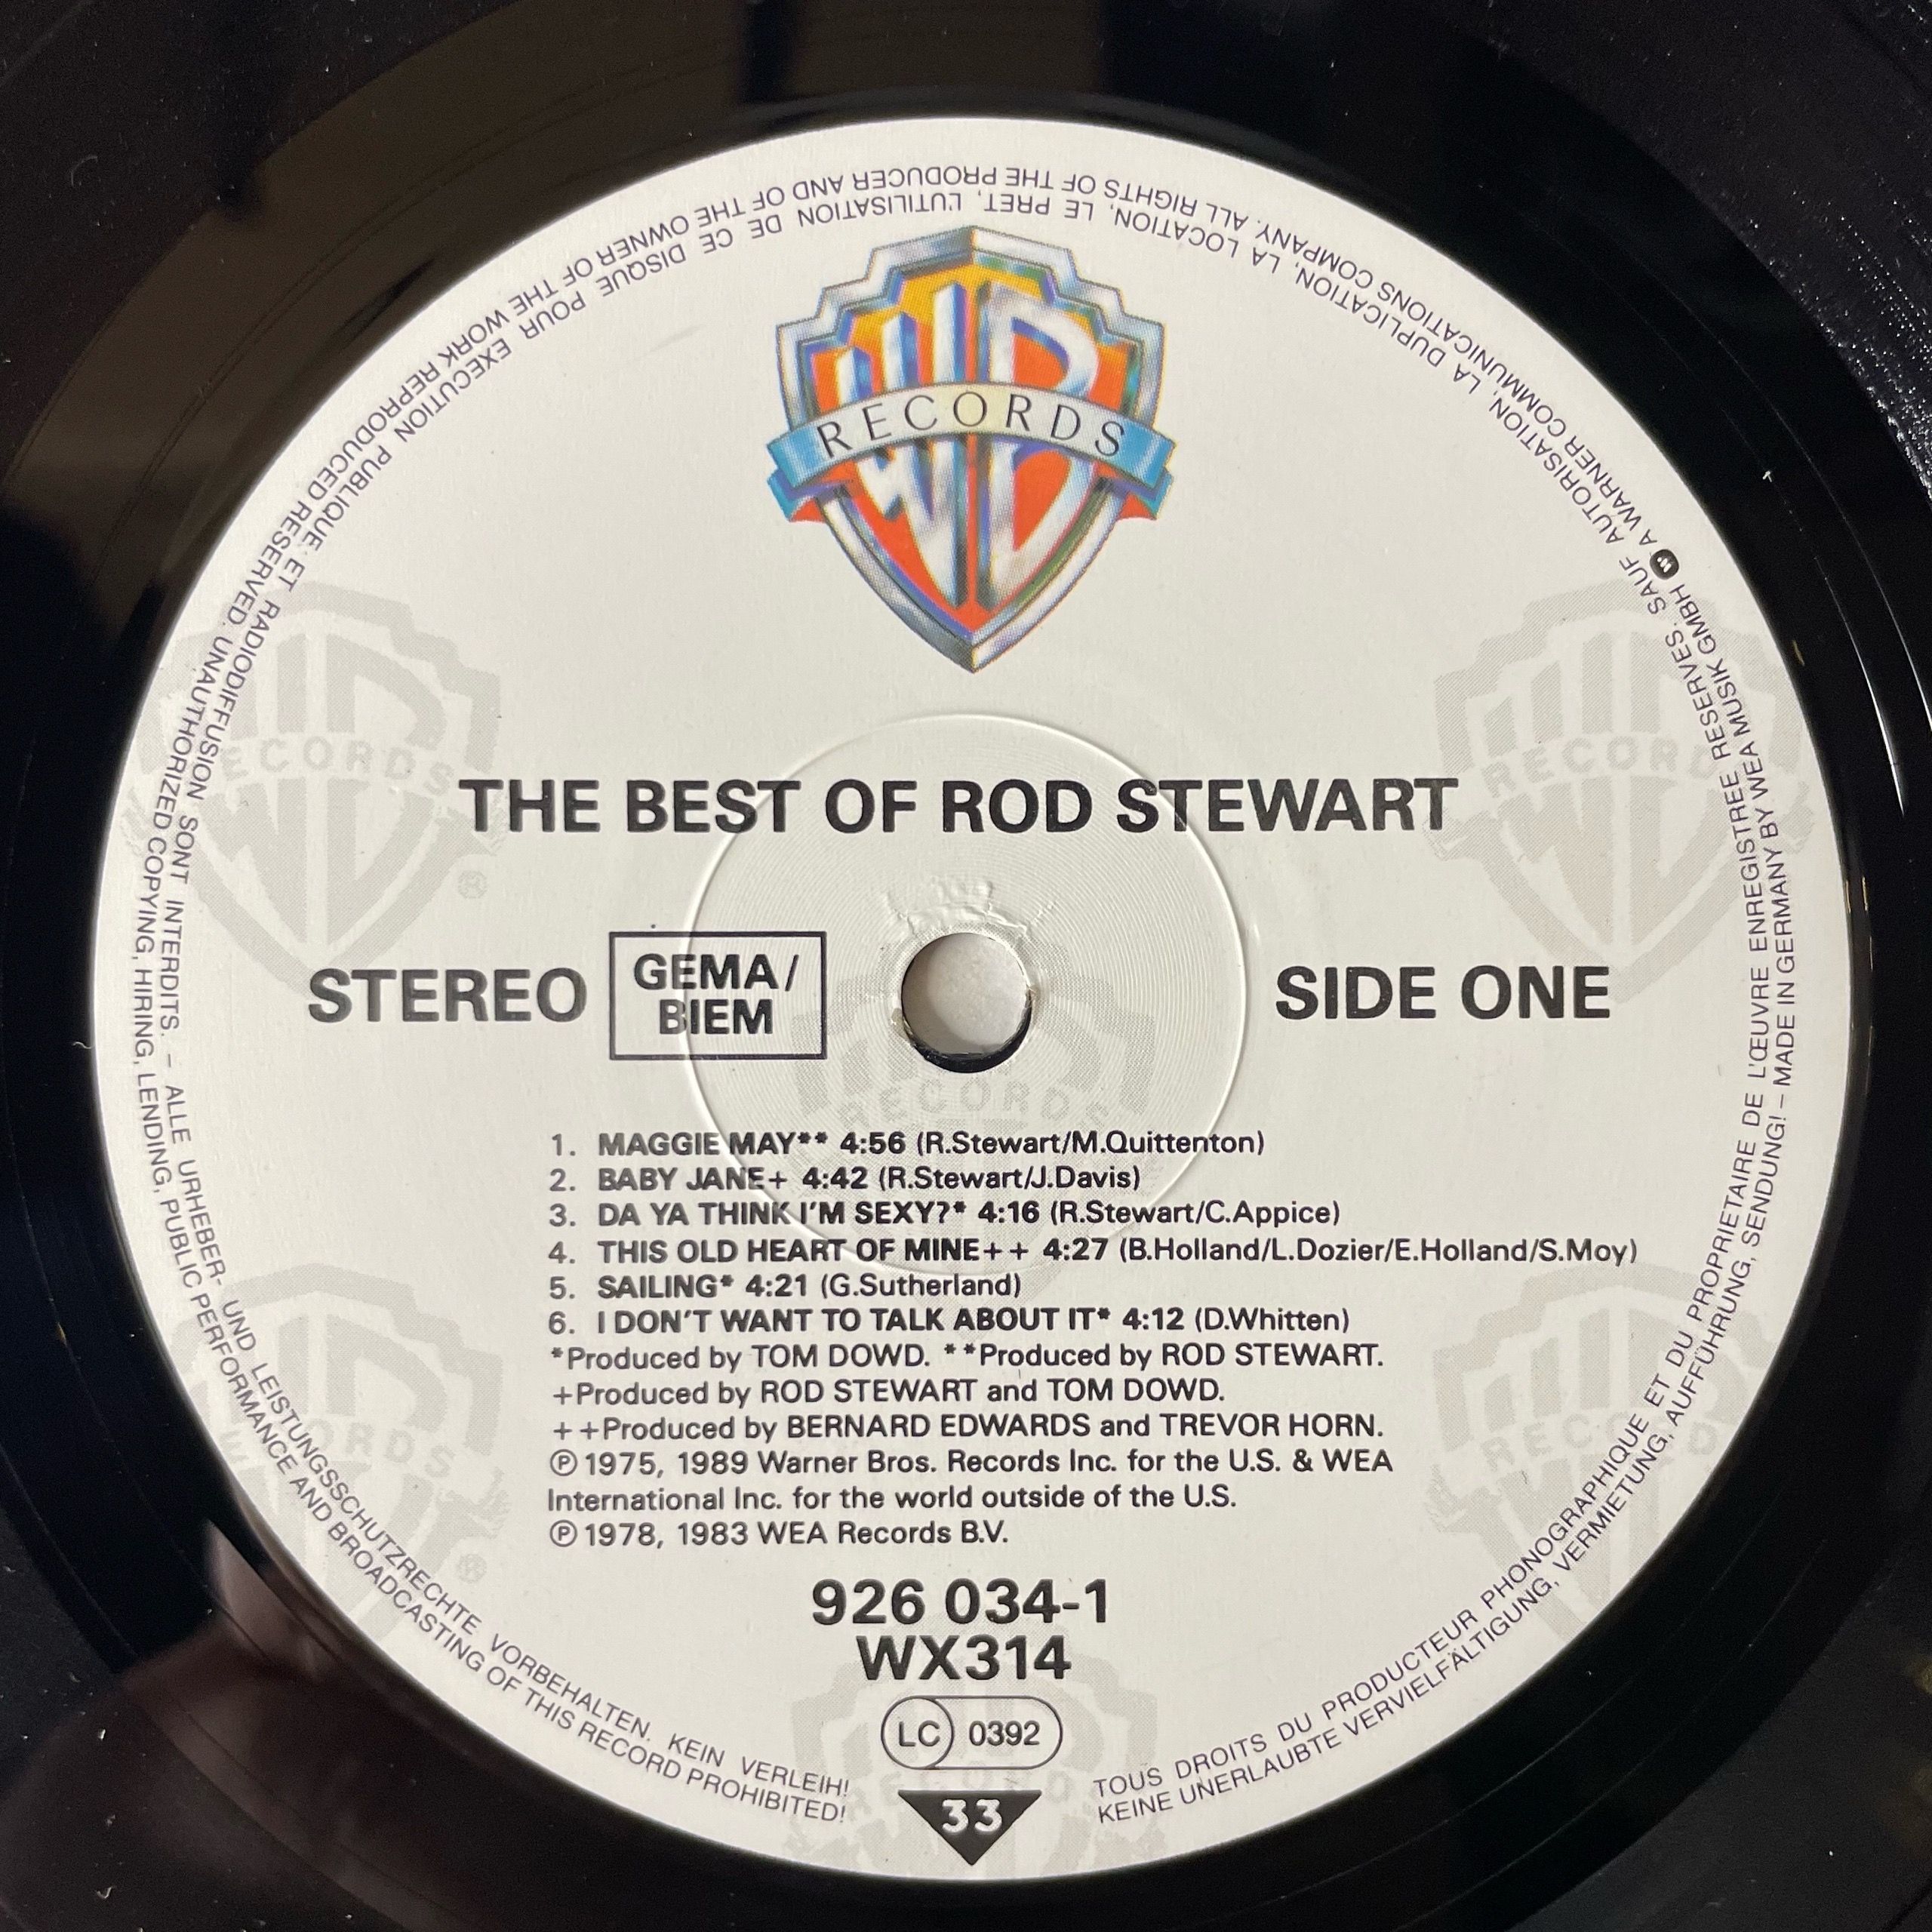 RECORDS
THE BEST OF ROD STEWART
STEREO
GEMA/
BIEM
SIDE ONE
1. MAGGIE MAY** 4:56 (R.Stewart/M.Quittenton)
2. BABY JANE+ 4:42 (R.Stewart/J.Davis)
3. DA YA THINK I'M SEXY?* 4:16 (R.Stewart/C.Appice)
4. THIS OLD HEART OF MINE++ 4:27 (B.Holland/L.Dozier/E.Holland/S.Moy)
5. SAILING* 4:21 (G.Sutherland)
6. I DON'T WANT TO TALK ABOUT IT* 4:12 (D.Whitten)
*Produced by TOM DOWD. **Produced by ROD STEWART.
+Produced by ROD STEWART and TOM DOWD.
++Produced by BERNARD EDWARDS and TREVOR HORN.
℗ 1975, 1989 Warner Bros. Records Inc. for the U.S. & WEA
International Inc. for the world outside of the U.S.
℗ 1978, 1983 WEA Records B.V.
926 034-1
WX314
LC 0392
33
TOUS DROITS DU PRODUCTEUR PHONOGRAPHIQUE ET DU PROPRIETAIRE DE L'ŒUVRE ENREGISTREE RESERVES. SAUF AUTORISATION, LA DUPLICATION, LA LOCATION, LE PRET, L'UTILISATION DE CE DISQUE POUR EXECUTION PUBLIQUE ET RADIODIFFUSION SONT INTERDITS. – ALLE URHEBER- UND LEISTUNGSSCHUTZRECHTE VORBEHALTEN. KEIN VERLEIH!
KEINE UNERLAUBTE VERVIELFÄLTIGUNG, VERMIETUNG, AUFFÜHRUNG, SENDUNG! – MADE IN GERMANY BY WEA MUSIK GMBH A WARNER COMMUNICATIONS COMPANY. ALL RIGHTS OF THE PRODUCER AND OF THE OWNER OF THE WORK REPRODUCED RESERVED. UNAUTHORIZED COPYING, HIRING, LENDING, PUBLIC PERFORMANCE AND BROADCASTING OF THIS RECORD PROHIBITED!